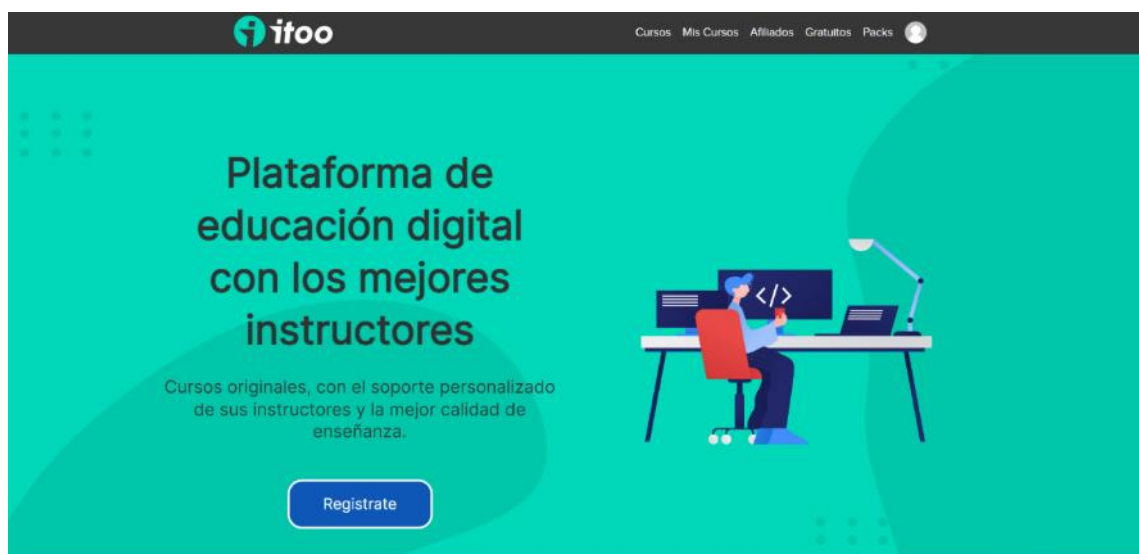 itoo
Cursos Mis Cursos Afiliados Gratuitos Packs
Plataforma de
educación digital
con los mejores
instructores
</>
Cursos originales, con el soporte personalizado
de sus instructores y la mejor calidad de
enseñanza.
Registrate